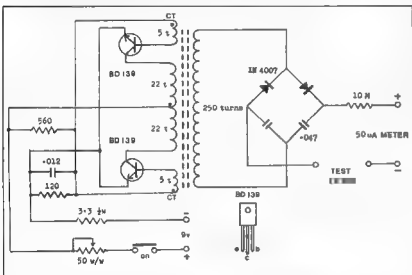 CT
5 t
BD 139
560
22 t
22 t
250 turns
IN 4007
10 M
+
50 uA METER
BD 139
·047
·012
120
5 t
CT
TEST
–
BD 139
3·3 ½w
–
9v
+
50 w/w
on
e
c
b